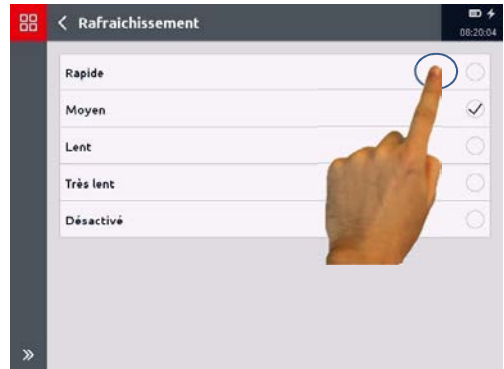 Rafraichissement
08:20:04
Rapide
Moyen
Lent
Très lent
Désactivé